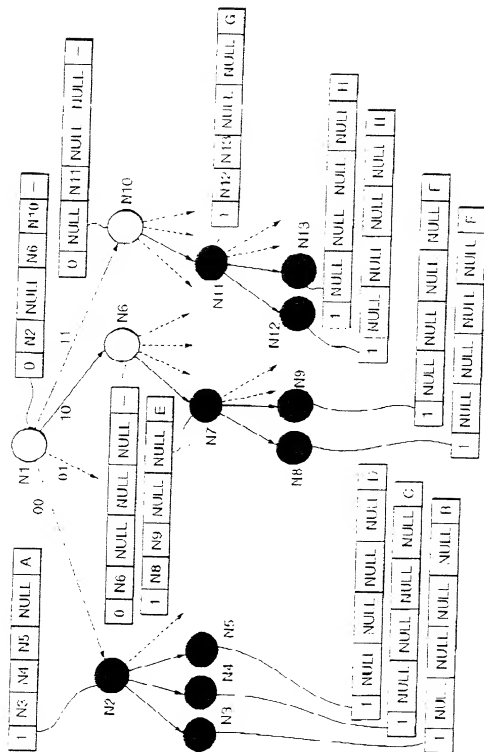 1 N3 N4 N5 NULL A
N1
0 N2 NULL N6 N10 –
00
01
10
11
0 NULL N11 NULL NULL –
N2
N6
N10
0 N6 NULL NULL NULL –
1 N8 N9 NULL NULL E
1 N12 N13 NULL NULL G
N7
N11
N3
N4
N5
N8
N9
N12
N13
1 NULL NULL NULL NULL D
1 NULL NULL NULL NULL C
1 NULL NULL NULL NULL B
1 NULL NULL NULL NULL H
1 NULL NULL NULL NULL
1 NULL NULL NULL NULL F
1 NULL NULL NULL NULL